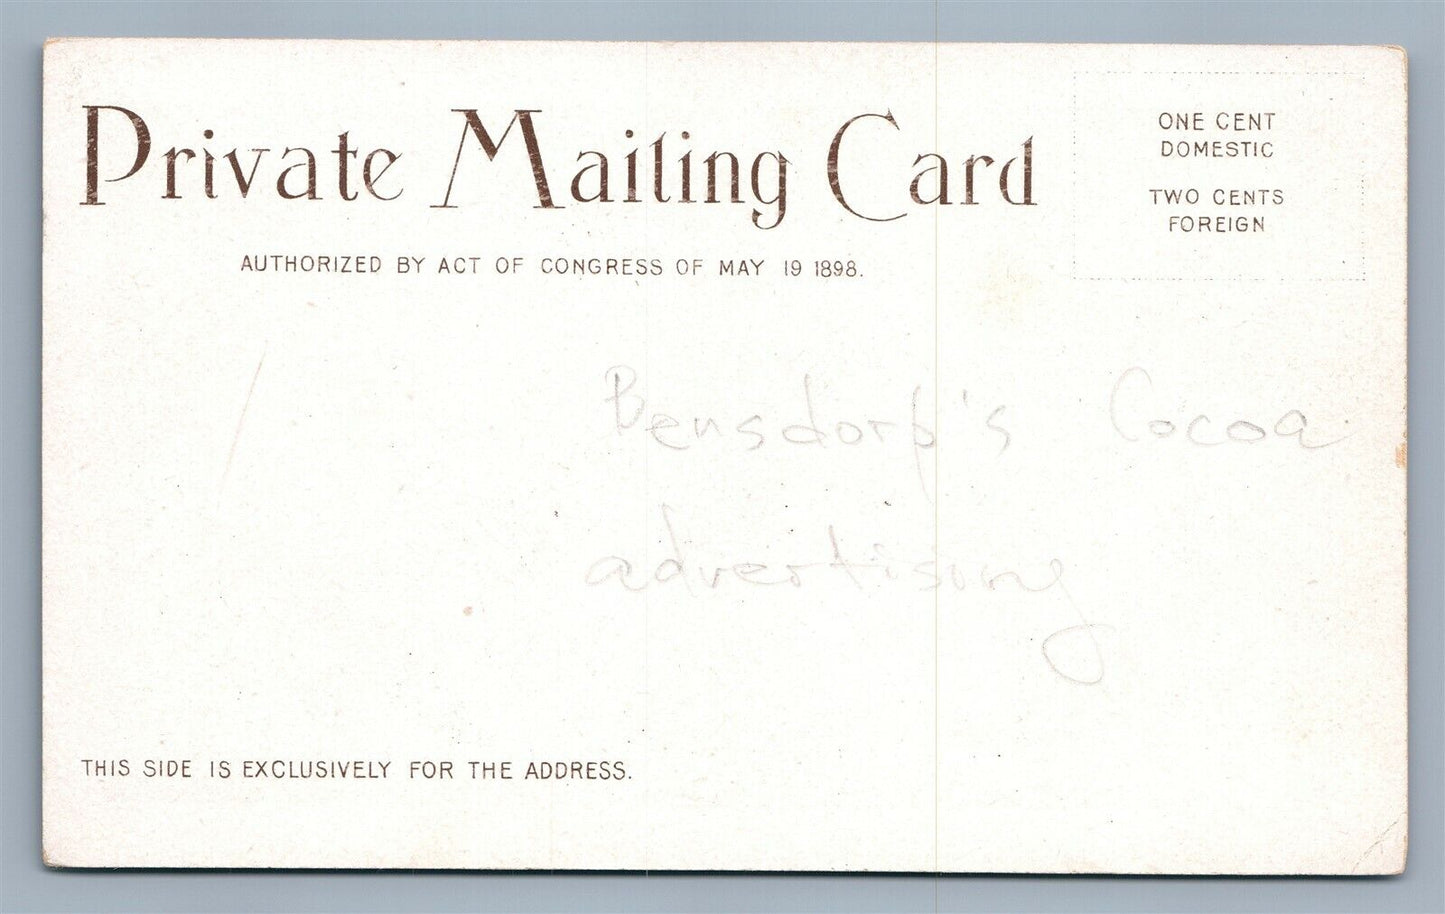 Private Mailing Card
ONE CENT
DOMESTIC
TWO CENTS
FOREIGN
AUTHORIZED BY ACT OF CONGRESS OF MAY 19 1898.
Bensdorp's Cocoa
advertising
THIS SIDE IS EXCLUSIVELY FOR THE ADDRESS.